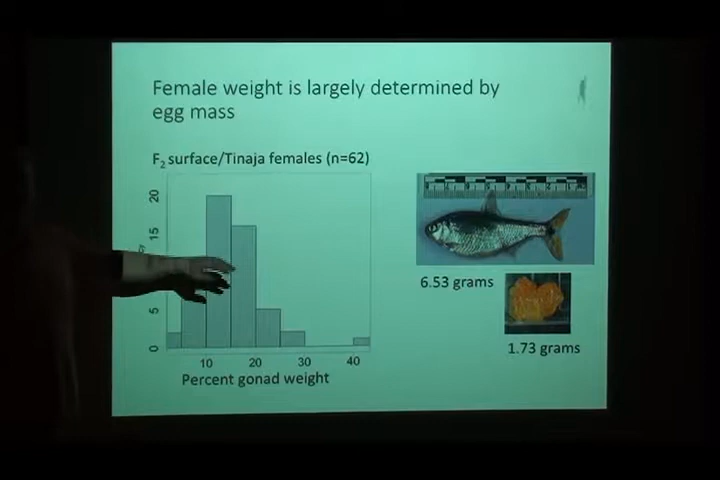 Female weight is largely determined by
egg mass
F2 surface/Tinaja females (n=62)
20
15
5
0
10 20 30 40
Percent gonad weight
6.53 grams
1.73 grams